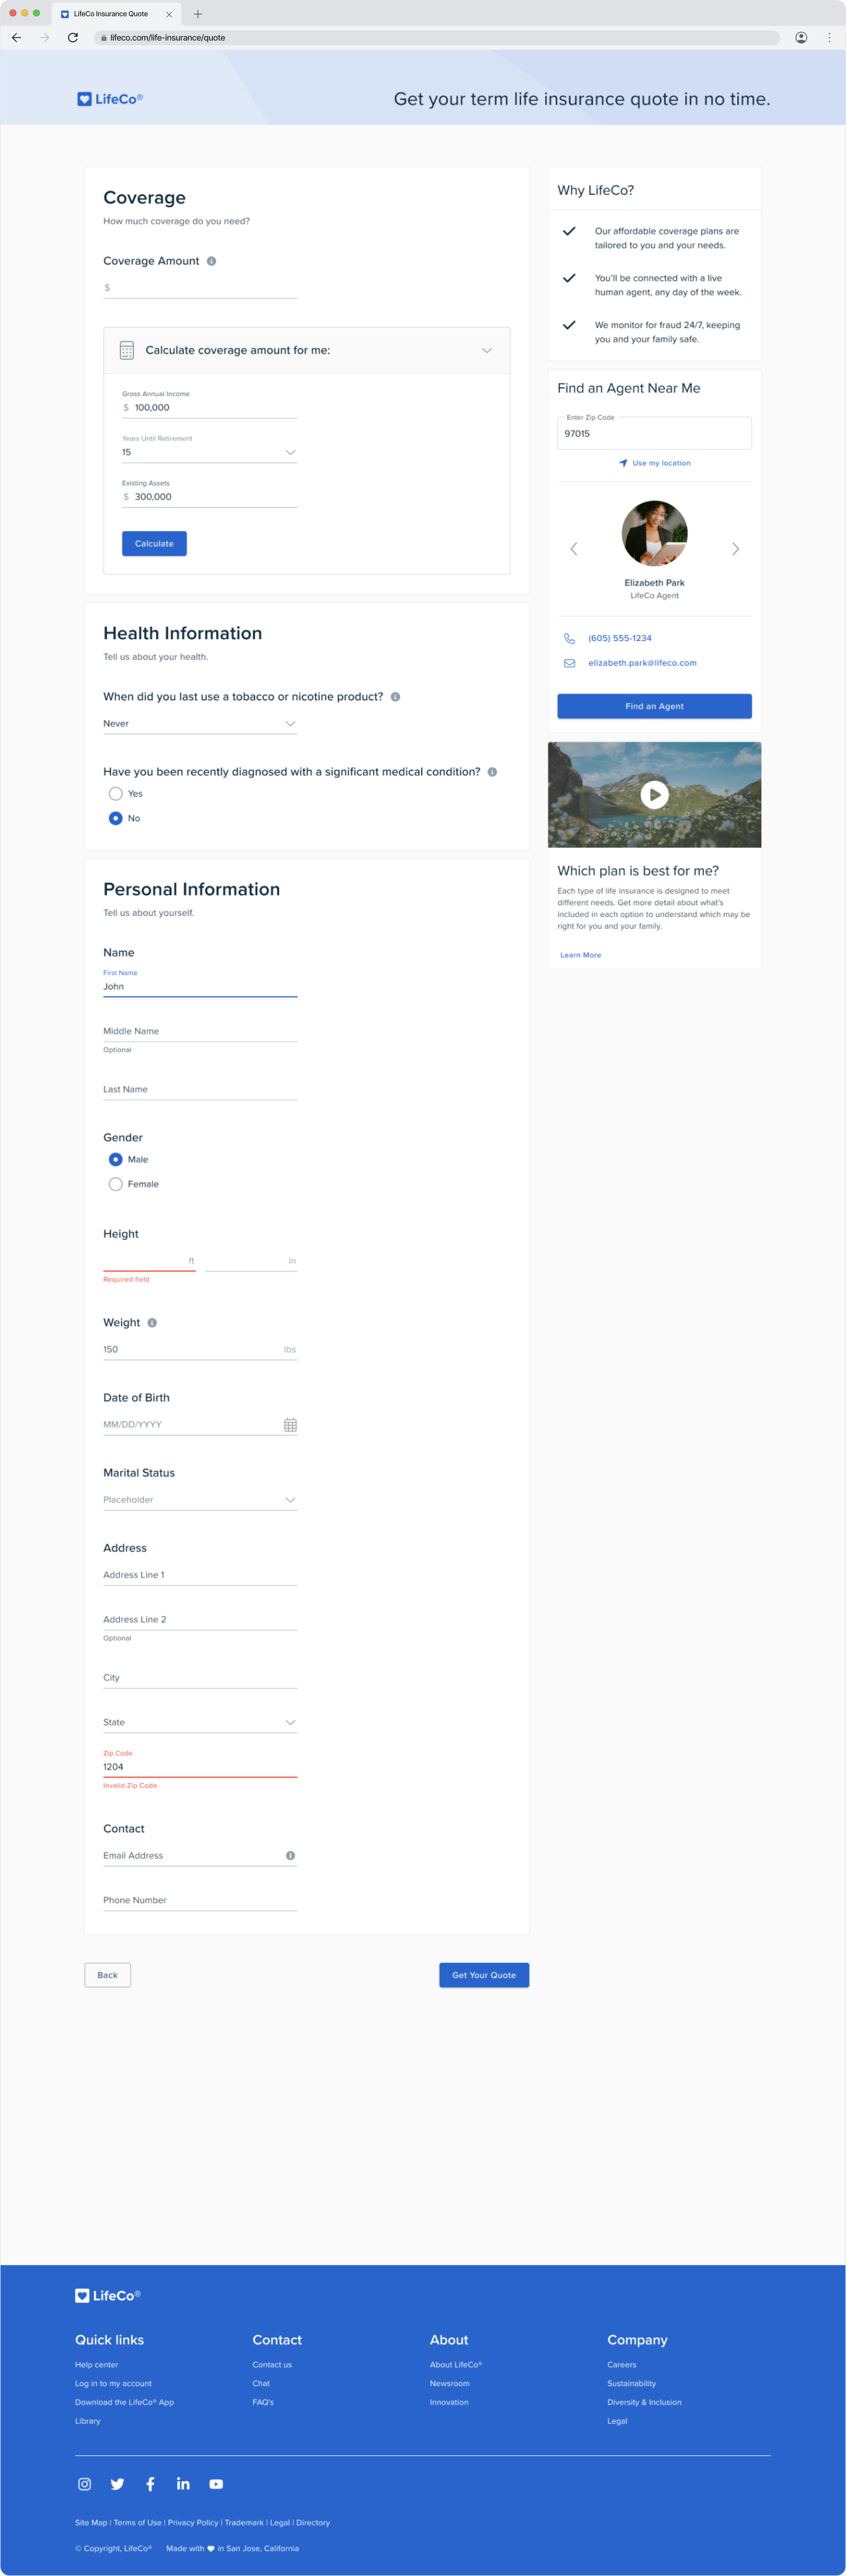 LifeCo Insurance Quote
lifeco.com/life-insurance/quote
LifeCo®
Get your term life insurance quote in no time.
Coverage
How much coverage do you need?
Coverage Amount
$
Calculate coverage amount for me:
Gross Annual Income
$ 100,000
Years Until Retirement
15
Existing Assets
$ 300,000
Calculate
Health Information
Tell us about your health.
When did you last use a tobacco or nicotine product?
Never
Have you been recently diagnosed with a significant medical condition?
Yes
No
Personal Information
Tell us about yourself.
Name
First Name
John
Middle Name
Optional
Last Name
Gender
Male
Female
Height
ft in
Required field
Weight
150 lbs
Date of Birth
MM/DD/YYYY
Marital Status
Placeholder
Address
Address Line 1
Address Line 2
Optional
City
State
Zip Code
1204
Invalid Zip Code
Contact
Email Address
Phone Number
Back
Get Your Quote
Why LifeCo?
Our affordable coverage plans are
tailored to you and your needs.
You'll be connected with a live
human agent, any day of the week.
We monitor for fraud 24/7, keeping
you and your family safe.
Find an Agent Near Me
Enter Zip Code
97015
Use my location
Elizabeth Park
LifeCo Agent
(605) 555-1234
elizabeth.park@lifeco.com
Find an Agent
Which plan is best for me?
Each type of life insurance is designed to meet
different needs. Get more detail about what's
included in each option to understand which may be
right for you and your family.
Learn More
LifeCo®
Quick links
Help center
Log in to my account
Download the LifeCo® App
Library
Contact
Contact us
Chat
FAQ's
About
About LifeCo®
Newsroom
Innovation
Company
Careers
Sustainability
Diversity & Inclusion
Legal
Site Map | Terms of Use | Privacy Policy | Trademark | Legal | Directory
© Copyright, LifeCo® Made with ♥ in San Jose, California